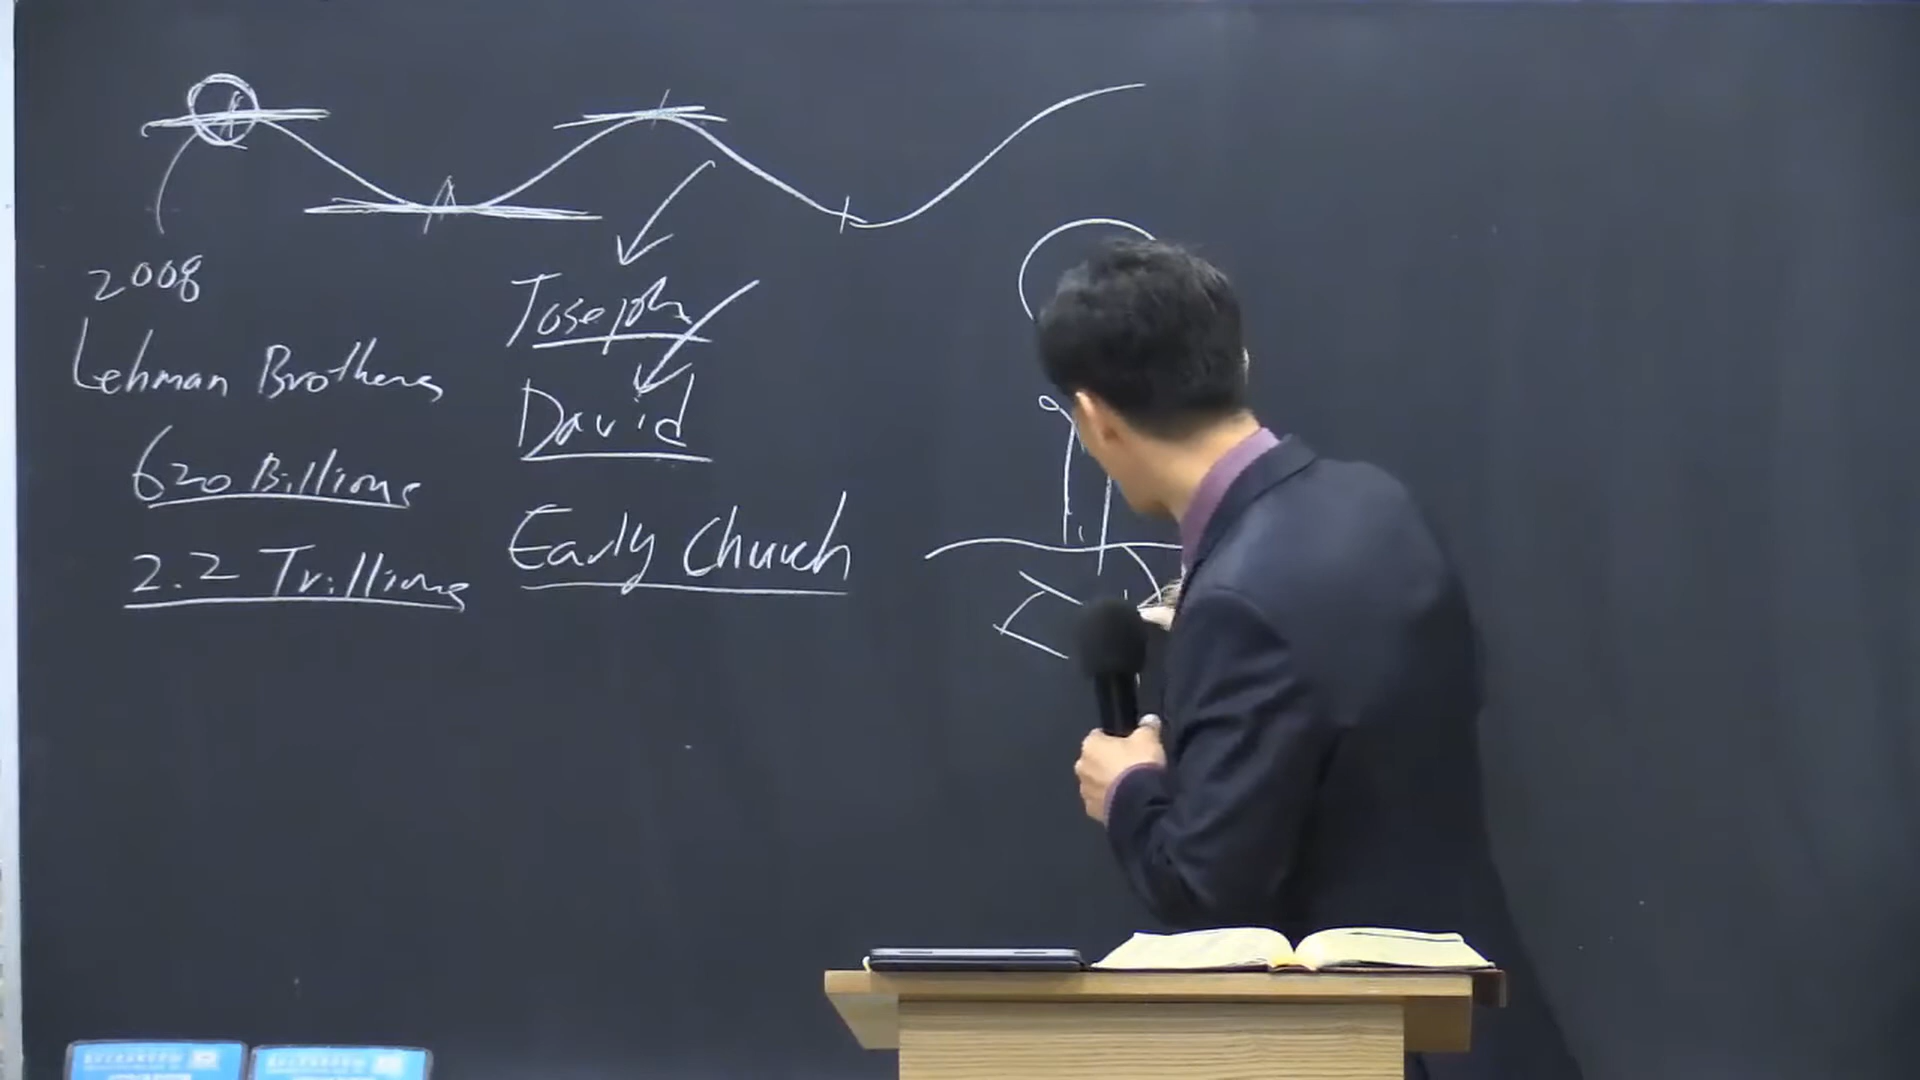 2008
Lehman Brothers
620 Billions
2.2 Trillions
Joseph
David
Early Church